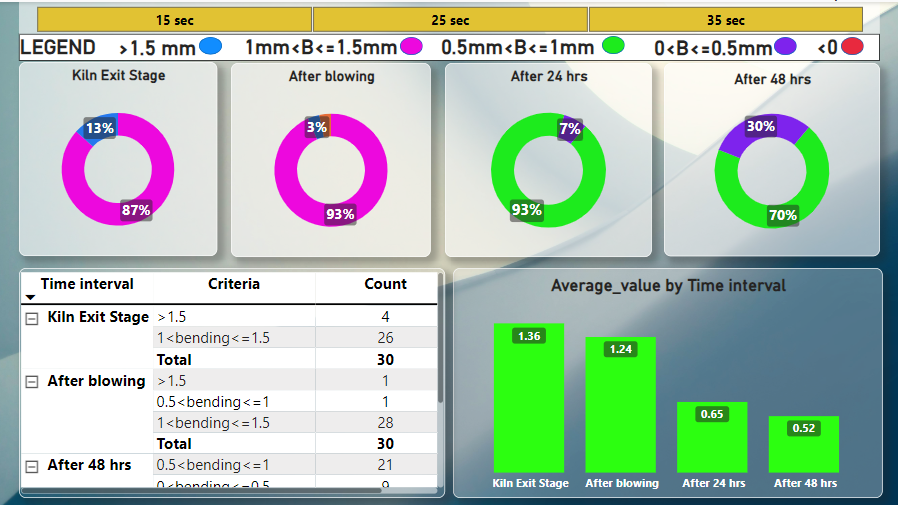 15 sec 25 sec 35 sec
LEGEND >1.5 mm 1mm<B<=1.5mm 0.5mm<B<=1mm 0<B<=0.5mm <0
Kiln Exit Stage
13%
87%
After blowing
3%
93%
After 24 hrs
7%
93%
After 48 hrs
30%
70%
Time interval Criteria Count
Kiln Exit Stage >1.5 4
1<bending<=1.5 26
Total 30
After blowing >1.5 1
0.5<bending<=1 1
1<bending<=1.5 28
Total 30
After 48 hrs 0.5<bending<=1 21
0<bending<=0.5 9
Average_value by Time interval
1.36
1.24
0.65
0.52
Kiln Exit Stage After blowing After 24 hrs After 48 hrs